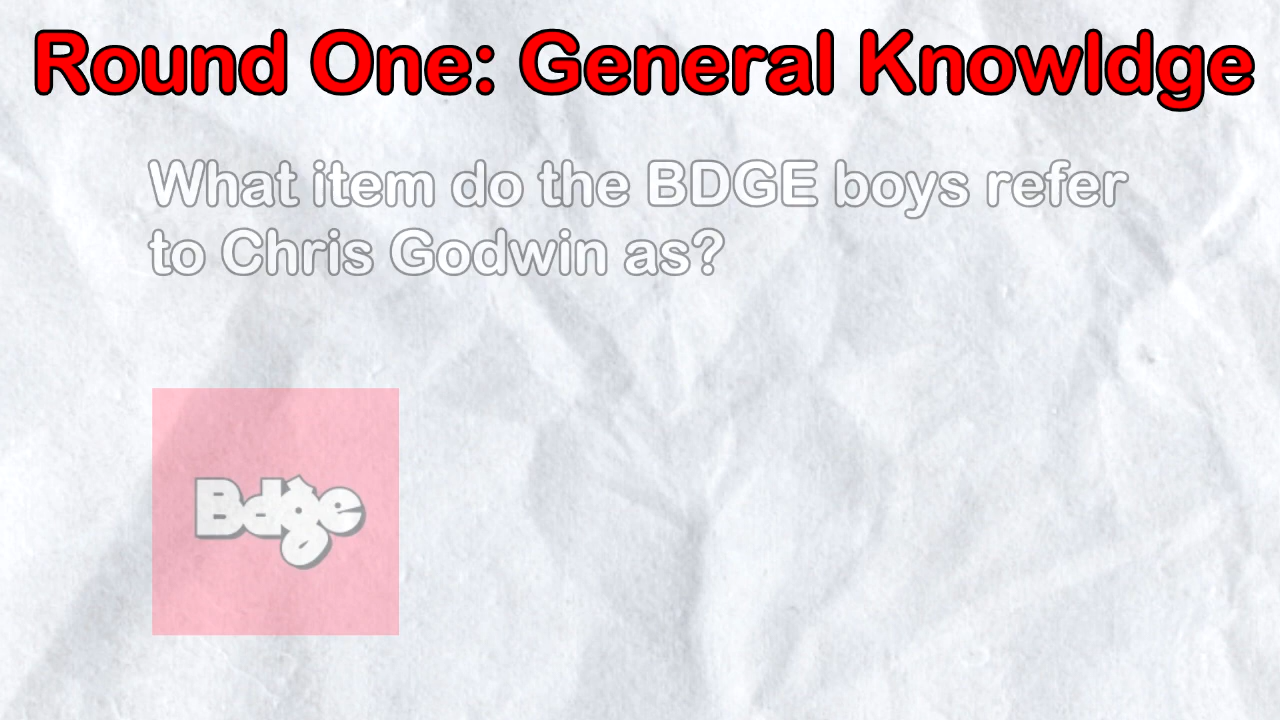 Round One: General Knowldge
What item do the BDGE boys refer
to Chris Godwin as?
Bdge